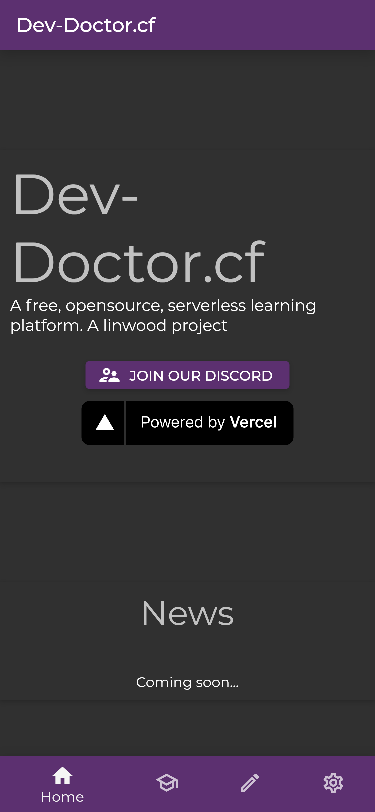 Dev-Doctor.cf
Dev-
Doctor.cf
A free, opensource, serverless learning
platform. A linwood project
JOIN OUR DISCORD
Powered by Vercel
News
Coming soon...
Home